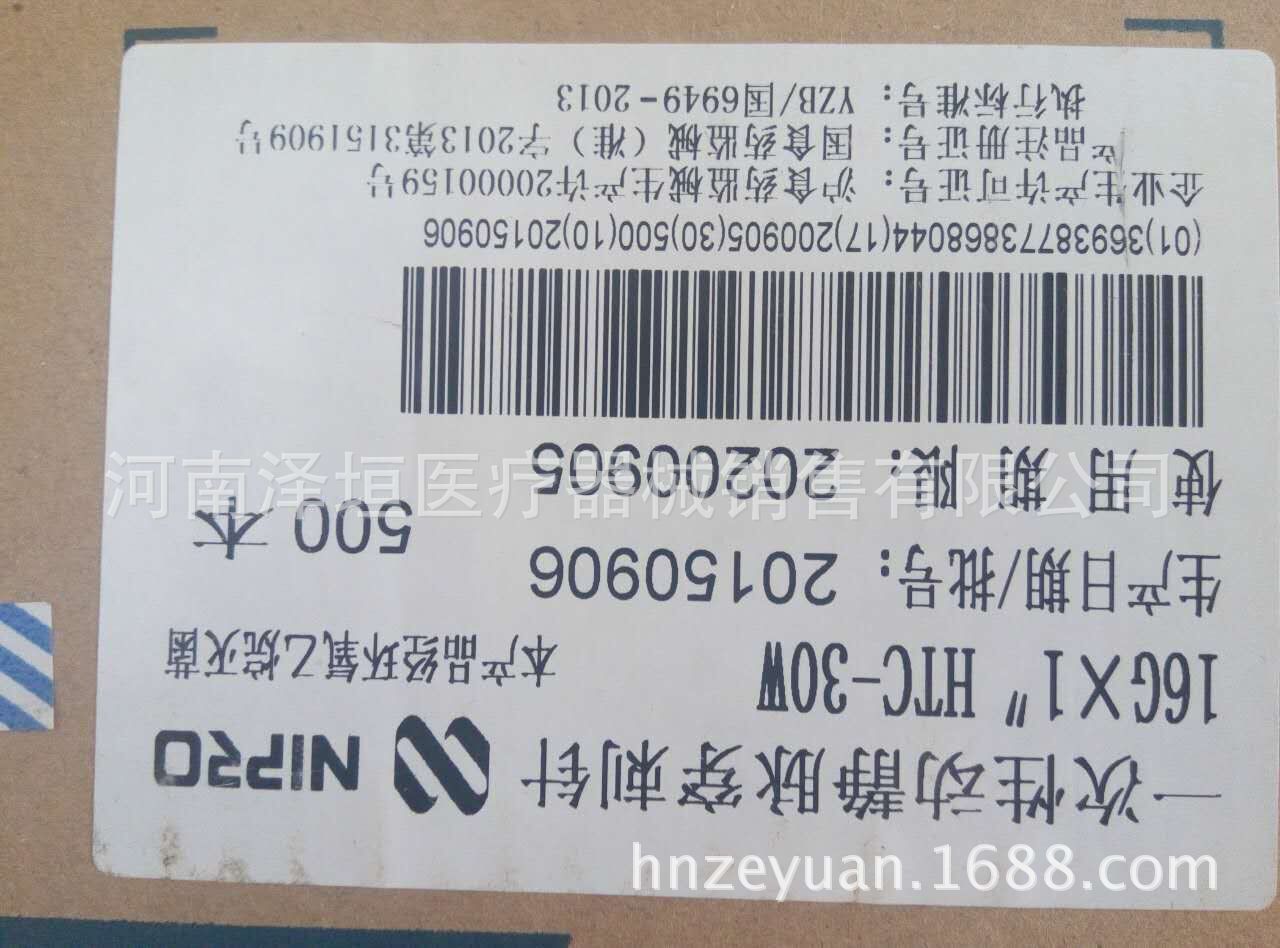 一次性动静脉穿刺针 NIPRO
16G×1" HTC-30W 本产品经环氧乙烷灭菌
生产日期/批号：20150906
500 本
使用期限：20200905
(01)36938773868044(17)200905(30)500(10)20150906
企业生产许可证号：沪食药监械生产许20000159号
产品注册证号：国食药监械（准）字2013第3151909号
执行标准号：YZB/国6949-2013
河南泽垣医疗器械销售有限公司
hnzeyuan.1688.com